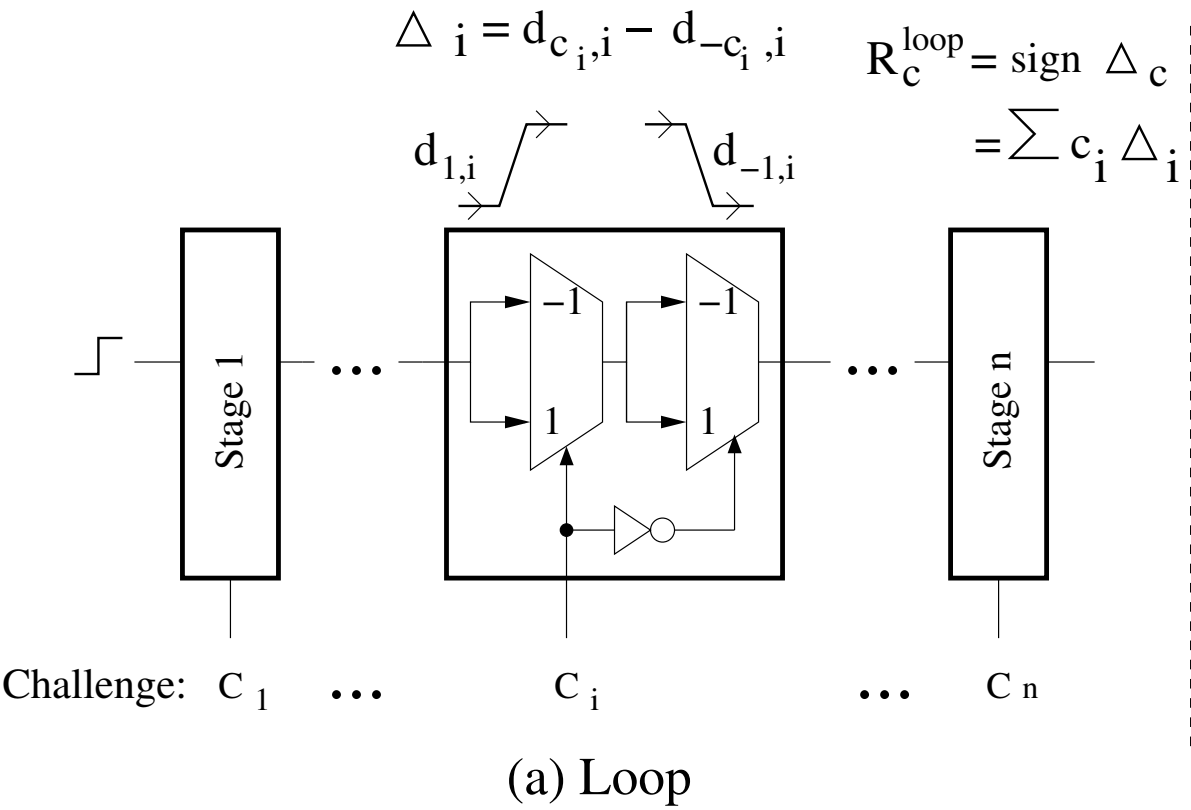 △ i = d c i ,i − d −c i ,i
R c loop = sign △ c
= ∑ c i △ i
d 1,i
d −1,i
−1
−1
1
1
Stage 1
...
...
Stage n
Challenge: C 1 ... C i ... C n
(a) Loop